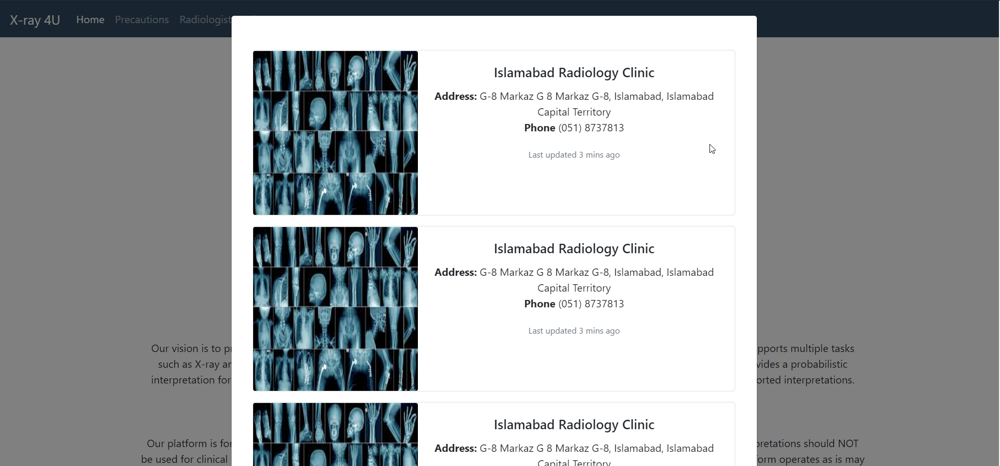 X-ray 4U Home Precautions Radiologist
Islamabad Radiology Clinic
Address: G-8 Markaz G 8 Markaz G-8, Islamabad, Islamabad
Capital Territory
Phone (051) 8737813
Last updated 3 mins ago
Islamabad Radiology Clinic
Address: G-8 Markaz G 8 Markaz G-8, Islamabad, Islamabad
Capital Territory
Phone (051) 8737813
Last updated 3 mins ago
Our vision is to pports multiple tasks
such as X-ray vides a probabilistic
interpretation for orted interpretations.
Islamabad Radiology Clinic
Address: G-8 Markaz G 8 Markaz G-8, Islamabad, Islamabad
Capital Territory
Our platform is for pretations should NOT
be used for clinical form operates as is may